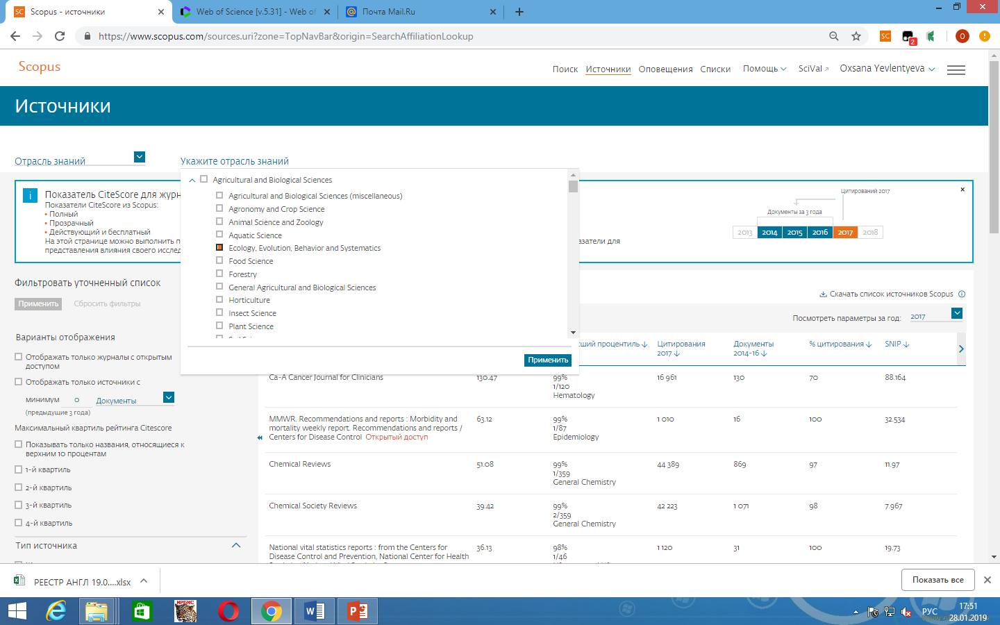 Scopus - источники
Web of Science [v.5.31] - Web of
Почта Mail.Ru
https://www.scopus.com/sources.uri?zone=TopNavBar&origin=SearchAffiliationLookup
SC
2
O
Scopus
Поиск Источники Оповещения Списки Помощь SciVal Oxsana Yevlentyeva
Источники
Отрасль знаний
Укажите отрасль знаний
Agricultural and Biological Sciences
Agricultural and Biological Sciences (miscellaneous)
Agronomy and Crop Science
Animal Science and Zoology
Aquatic Science
Ecology, Evolution, Behavior and Systematics
Food Science
Forestry
General Agricultural and Biological Sciences
Horticulture
Insect Science
Plant Science
Применить
i
Показатель CiteScore для журн
Показатели CiteScore из Scopus:
• Полный
• Прозрачный
• Действующий и бесплатный
На этой странице можно выполнить п
представления влияния своего исслед
азатели для
Цитирований 2017
Документы за 3 года
2013 2014 2015 2016 2017 2018
Фильтровать уточненный список
Применить Сбросить фильтры
Варианты отображения
Отображать только журналы с открытым
доступом
Отображать только источники с
минимум 0 Документы
(предыдущие 3 года)
Максимальный квартиль рейтинга Citescore
Показывать только названия, относящиеся к
верхним 10 процентам
1-й квартиль
2-й квартиль
3-й квартиль
4-й квартиль
Тип источника
Скачать список источников Scopus
Посмотреть параметры за год: 2017
ший процентиль Цитирования 2017 Документы 2014-16 % цитирования SNIP
Ca-A Cancer Journal for Clinicians 130.47 99% 16 961 130 70 88.164
1/120
Hematology
MMWR. Recommendations and reports : Morbidity and 63.12 99% 1 010 16 100 32.534
mortality weekly report. Recommendations and reports / 1/87
Centers for Disease Control Открытый доступ Epidemiology
Chemical Reviews 51.08 99% 44 389 869 97 11.97
1/359
General Chemistry
Chemical Society Reviews 39.42 99% 42 223 1 071 98 7.967
2/359
General Chemistry
National vital statistics reports : from the Centers for 36.13 98% 1 120 31 100 19.73
Disease Control and Prevention, National Center for Health 1/46
РЕЕСТР АНГЛ 19.0....xlsx
Показать все
ИРБИС
РУС
17:51
28.01.2019